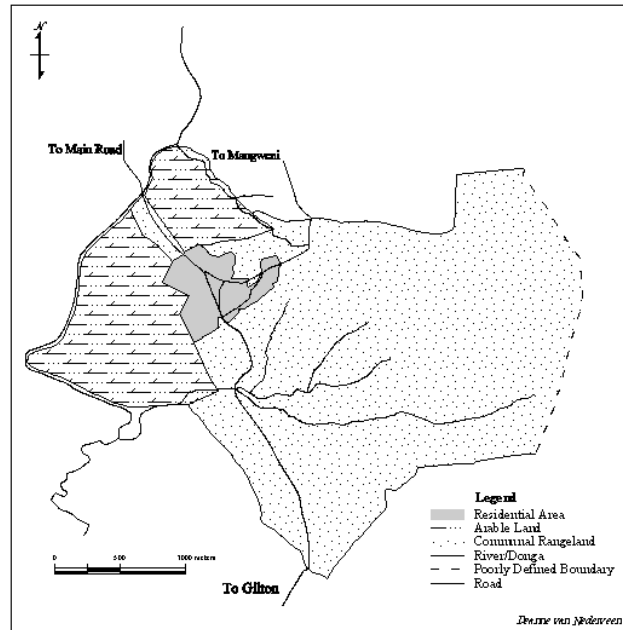 N
To Main Road
To Mangweni
Legend
Residential Area
Arable Land
Communal Rangeland
River/Donga
Poorly Defined Boundary
Road
0 500 1000 meters
To Gilton